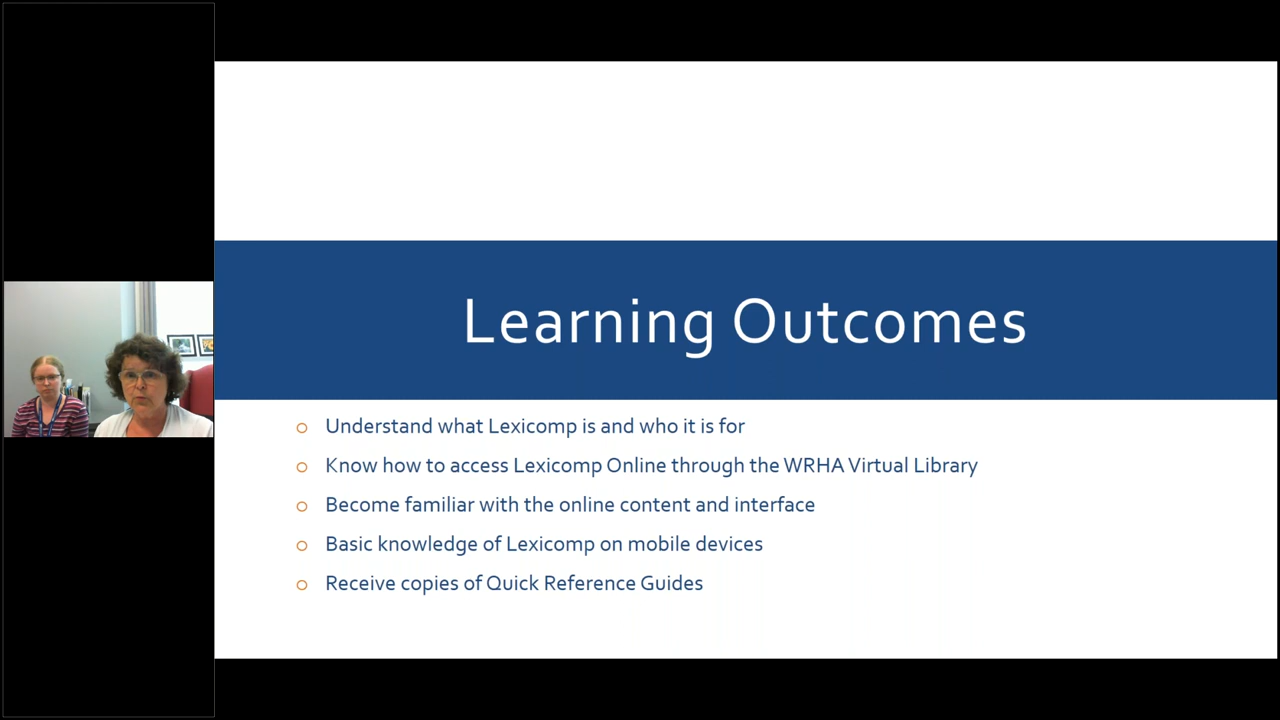 Learning Outcomes
Understand what Lexicomp is and who it is for
Know how to access Lexicomp Online through the WRHA Virtual Library
Become familiar with the online content and interface
Basic knowledge of Lexicomp on mobile devices
Receive copies of Quick Reference Guides